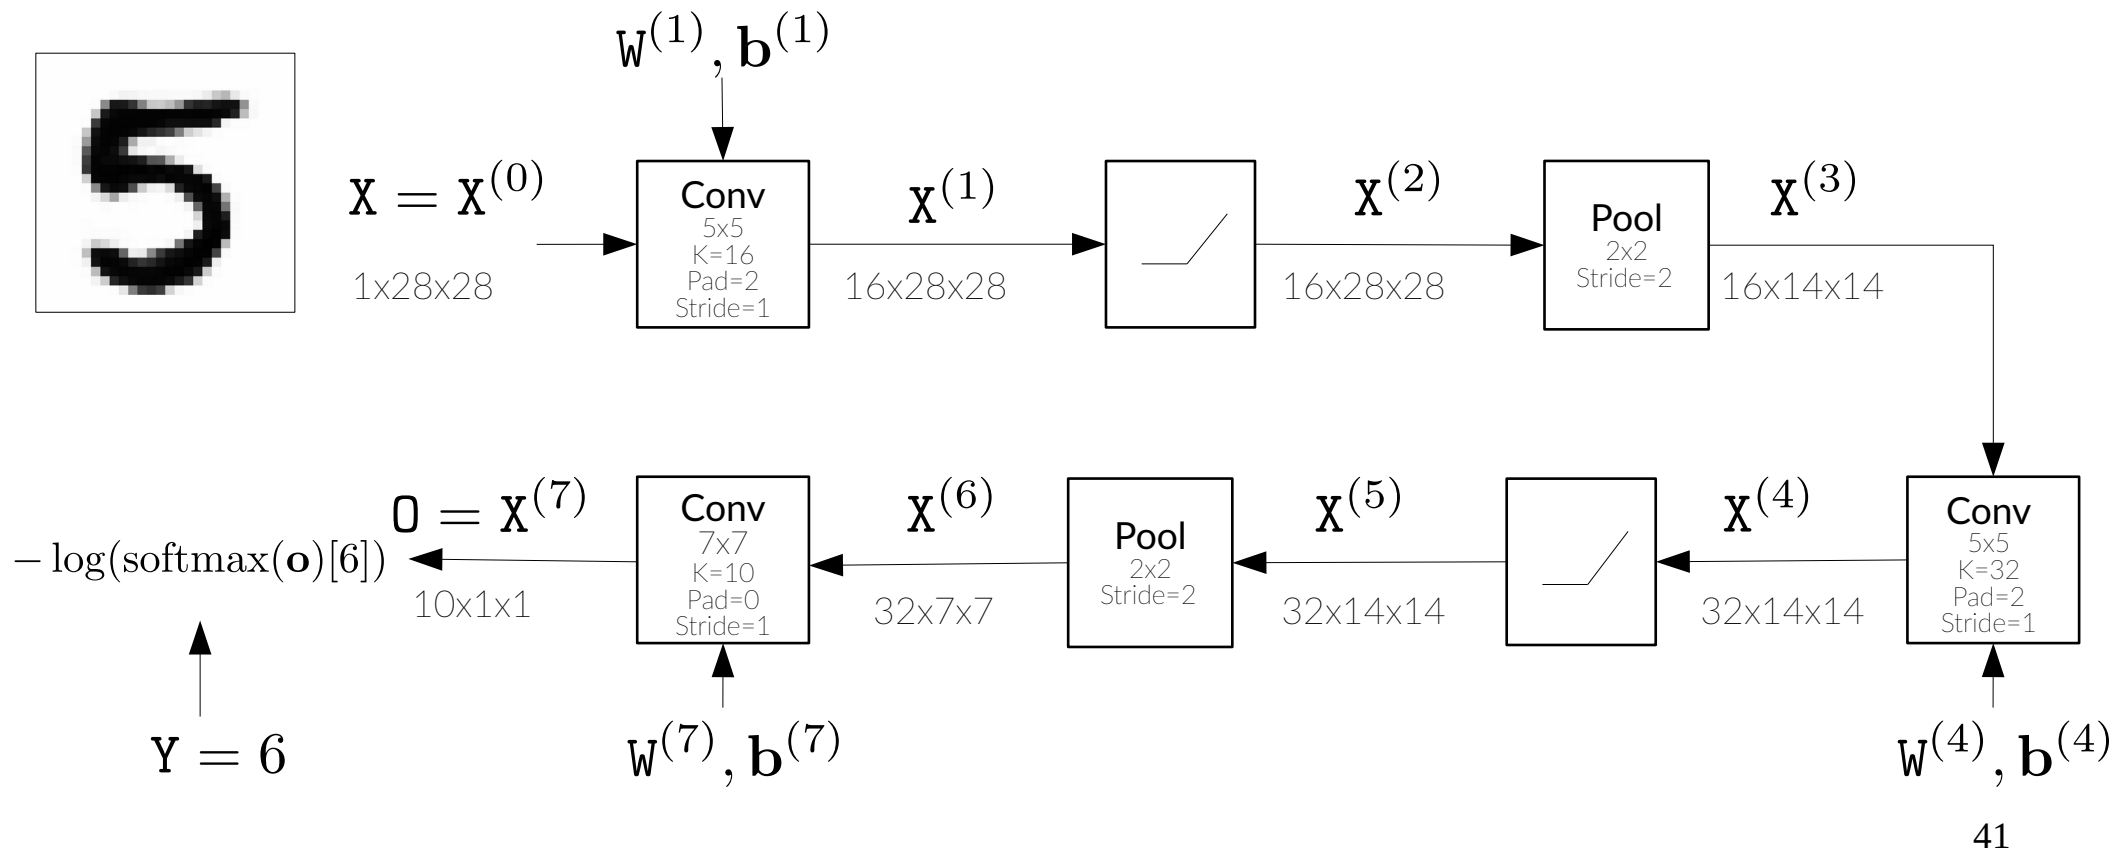 5
W^(1), b^(1)
X = X^(0)
1x28x28
Conv
5x5
K=16
Pad=2
Stride=1
X^(1)
16x28x28
X^(2)
16x28x28
Pool
2x2
Stride=2
X^(3)
16x14x14
Conv
5x5
K=32
Pad=2
Stride=1
W^(4), b^(4)
X^(4)
32x14x14
X^(5)
32x14x14
Pool
2x2
Stride=2
X^(6)
32x7x7
Conv
7x7
K=10
Pad=0
Stride=1
W^(7), b^(7)
O = X^(7)
10x1x1
− log(softmax(o)[6])
Y = 6
41